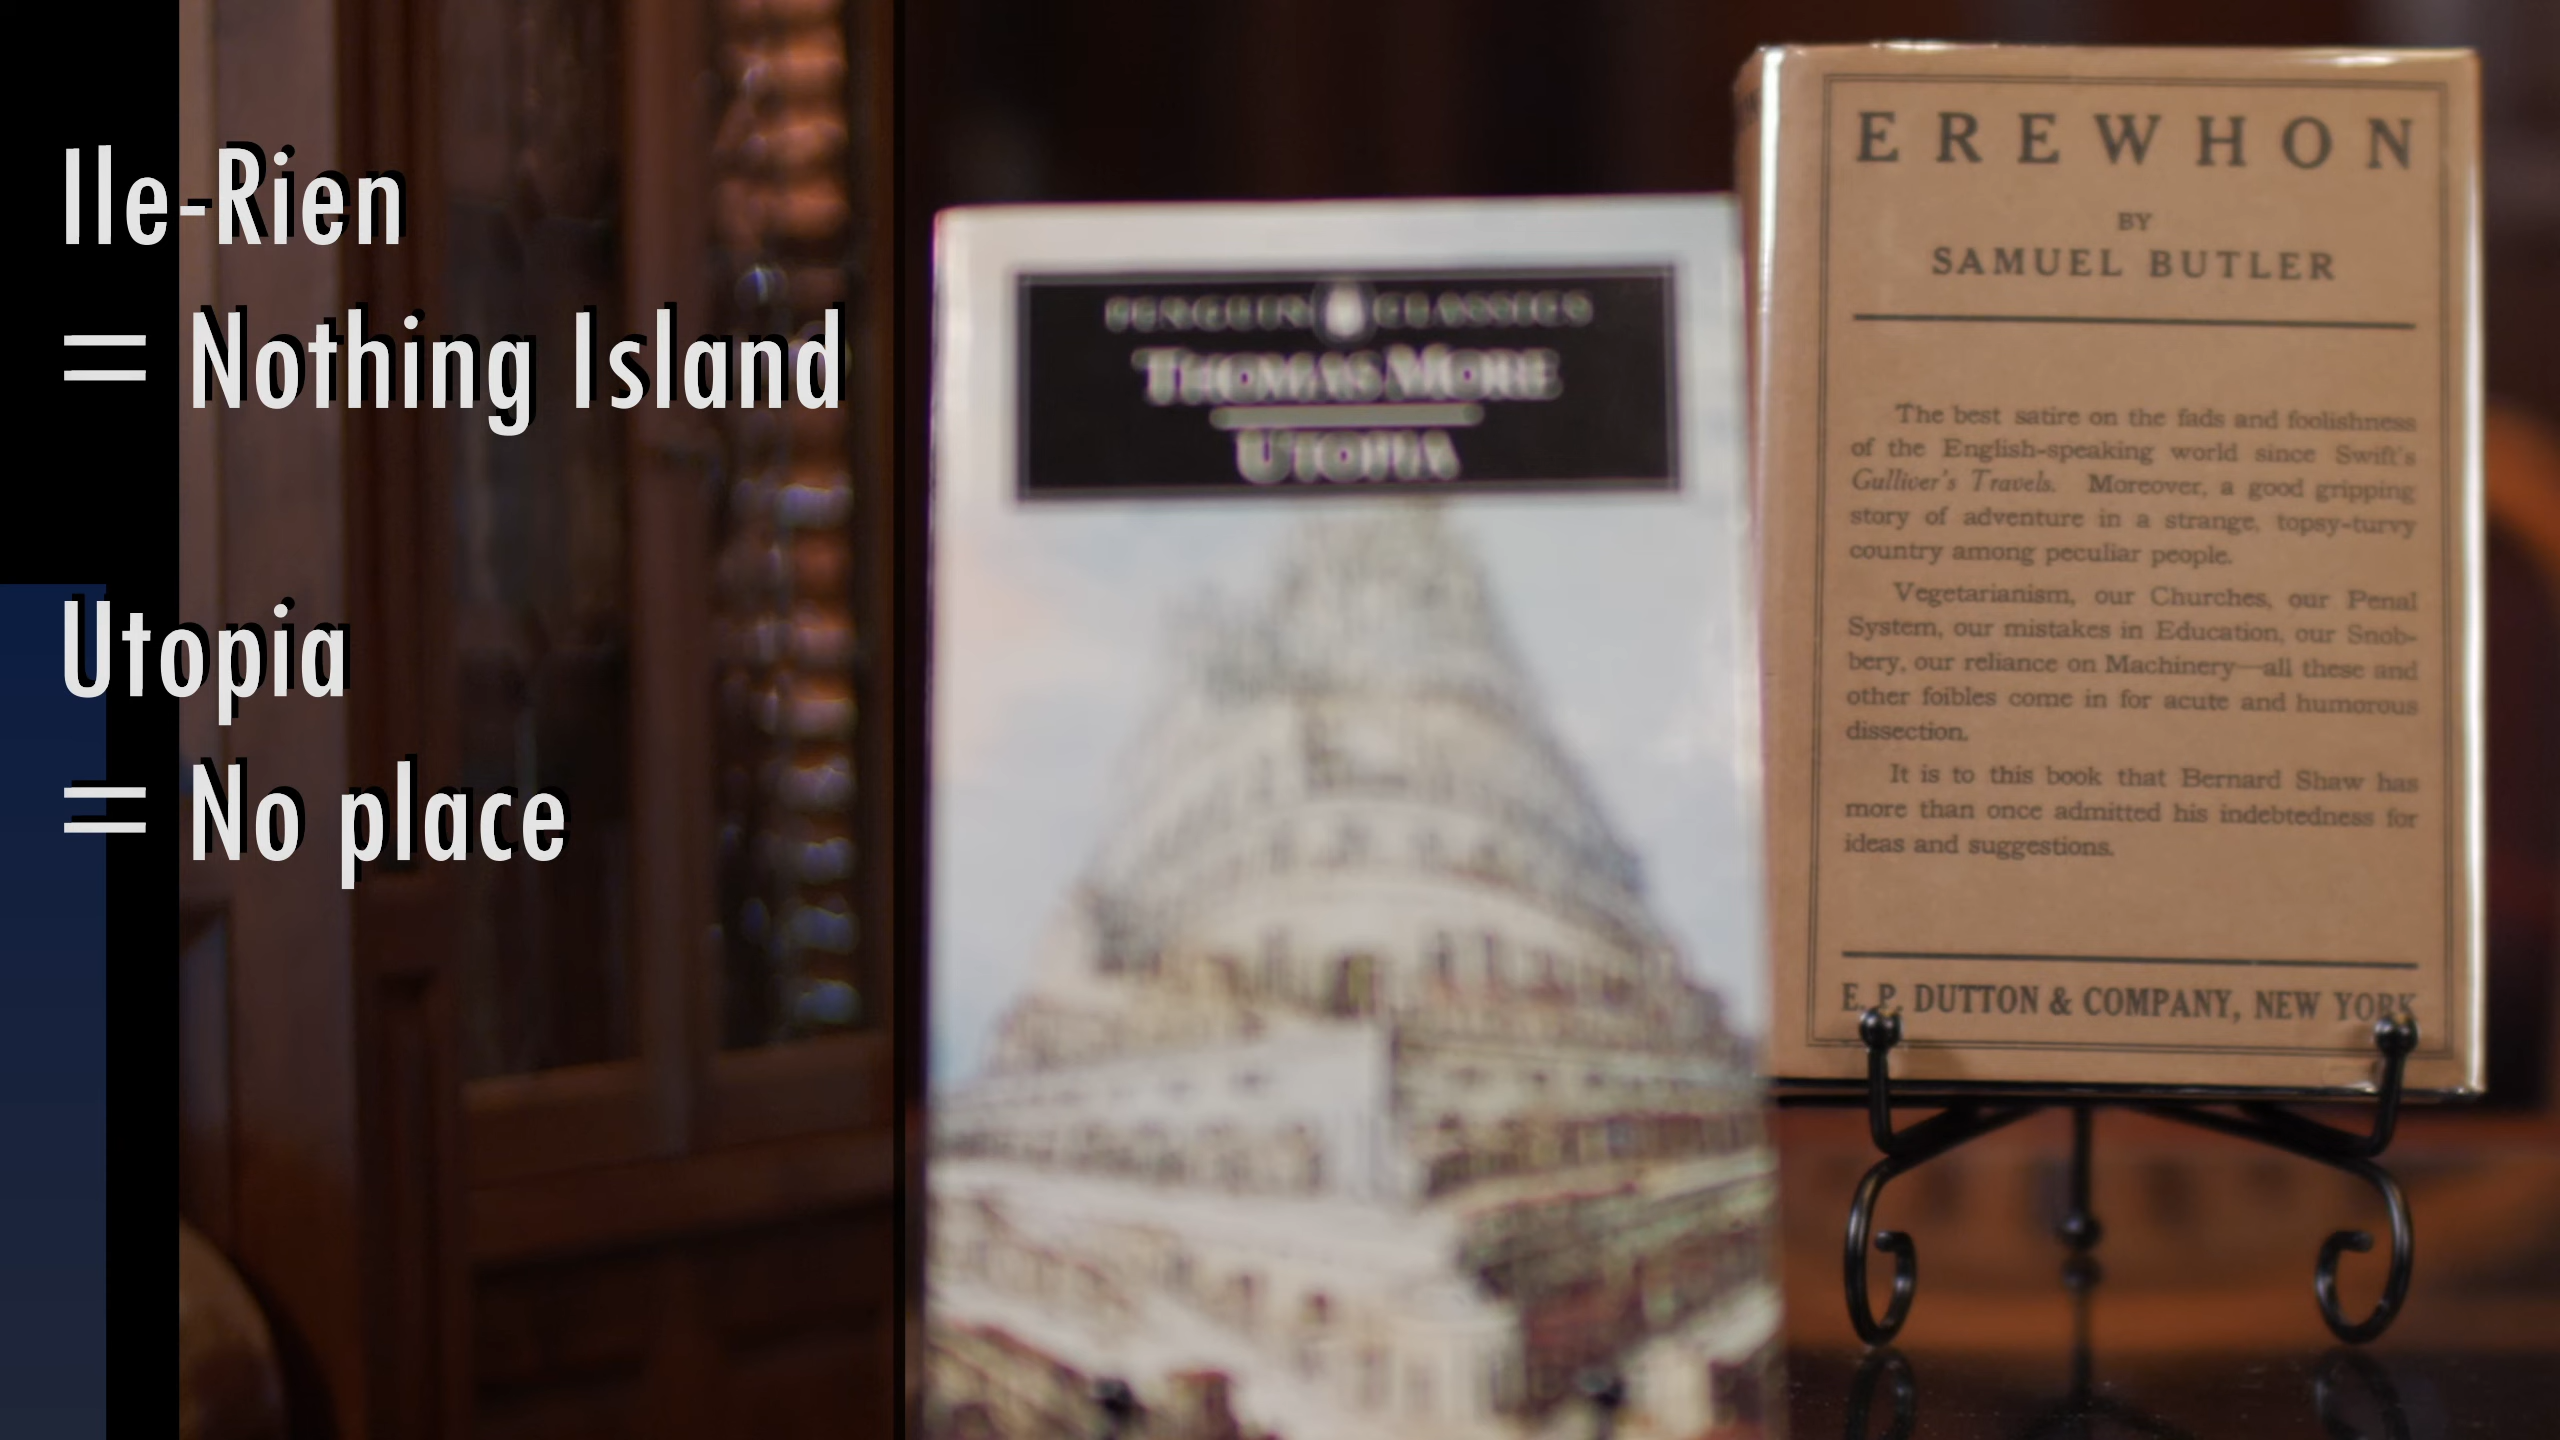 Ile-Rien
= Nothing Island
Utopia
= No place
PENGUIN CLASSICS
THOMAS MORE
UTOPIA
EREWHON
BY
SAMUEL BUTLER
The best satire on the fads and foolishness
of the English-speaking world since Swift's
Gulliver's Travels. Moreover, a good gripping
story of adventure in a strange, topsy-turvy
country among peculiar people.
Vegetarianism, our Churches, our Penal
System, our mistakes in Education, our Snob-
bery, our reliance on Machinery—all these and
other foibles come in for acute and humorous
dissection.
It is to this book that Bernard Shaw has
more than once admitted his indebtedness for
ideas and suggestions.
E. P. DUTTON & COMPANY, NEW YORK